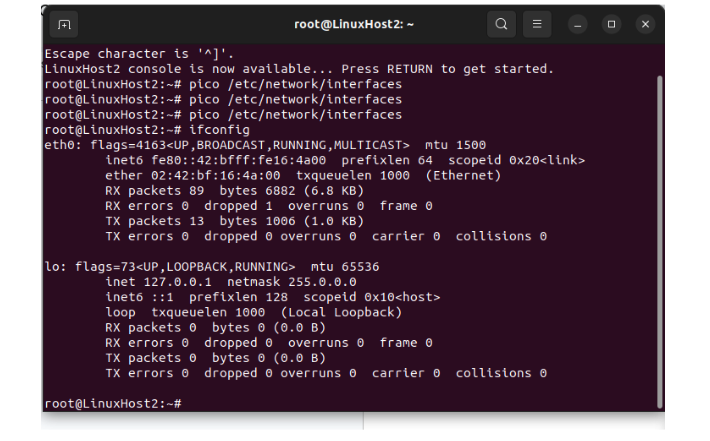 root@LinuxHost2: ~
Escape character is '^]'.
LinuxHost2 console is now available... Press RETURN to get started.
root@LinuxHost2:~# pico /etc/network/interfaces
root@LinuxHost2:~# pico /etc/network/interfaces
root@LinuxHost2:~# pico /etc/network/interfaces
root@LinuxHost2:~# ifconfig
eth0: flags=4163<UP,BROADCAST,RUNNING,MULTICAST>  mtu 1500
        inet6 fe80::42:bfff:fe16:4a00  prefixlen 64  scopeid 0x20<link>
        ether 02:42:bf:16:4a:00  txqueuelen 1000  (Ethernet)
        RX packets 89  bytes 6882 (6.8 KB)
        RX errors 0  dropped 1  overruns 0  frame 0
        TX packets 13  bytes 1006 (1.0 KB)
        TX errors 0  dropped 0 overruns 0  carrier 0  collisions 0
lo: flags=73<UP,LOOPBACK,RUNNING>  mtu 65536
        inet 127.0.0.1  netmask 255.0.0.0
        inet6 ::1  prefixlen 128  scopeid 0x10<host>
        loop  txqueuelen 1000  (Local Loopback)
        RX packets 0  bytes 0 (0.0 B)
        RX errors 0  dropped 0  overruns 0  frame 0
        TX packets 0  bytes 0 (0.0 B)
        TX errors 0  dropped 0 overruns 0  carrier 0  collisions 0
root@LinuxHost2:~#